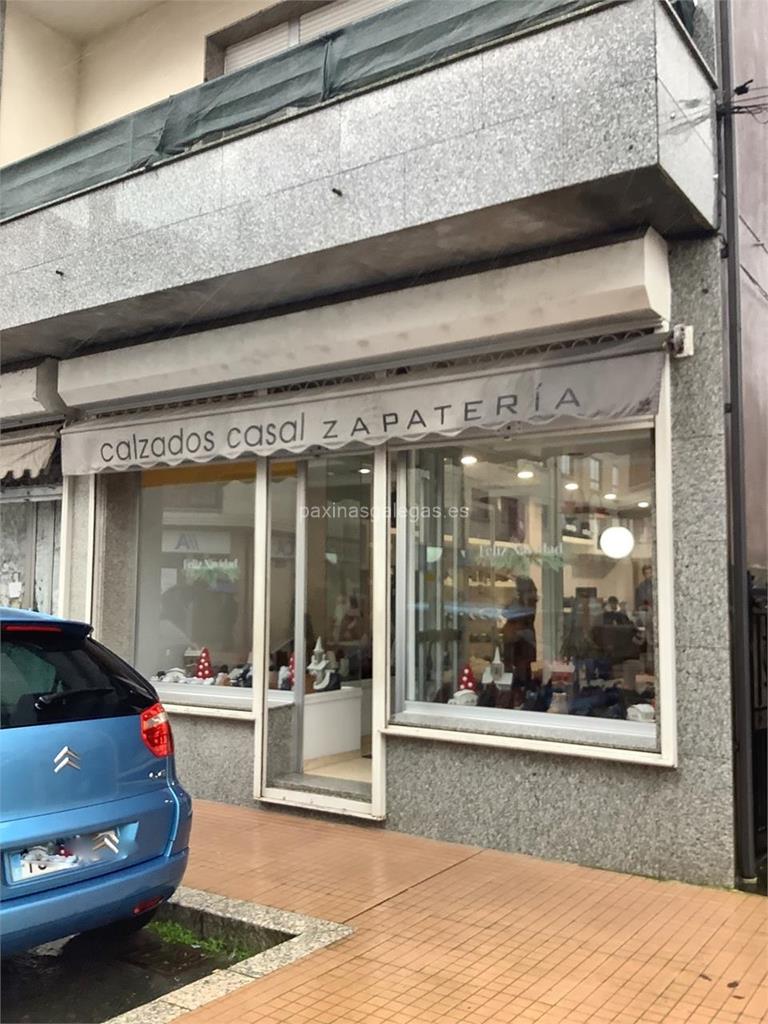 calzados casal ZAPATERÍA
paxinasgalegas.es
Feliz Navidad
Feliz Navidad